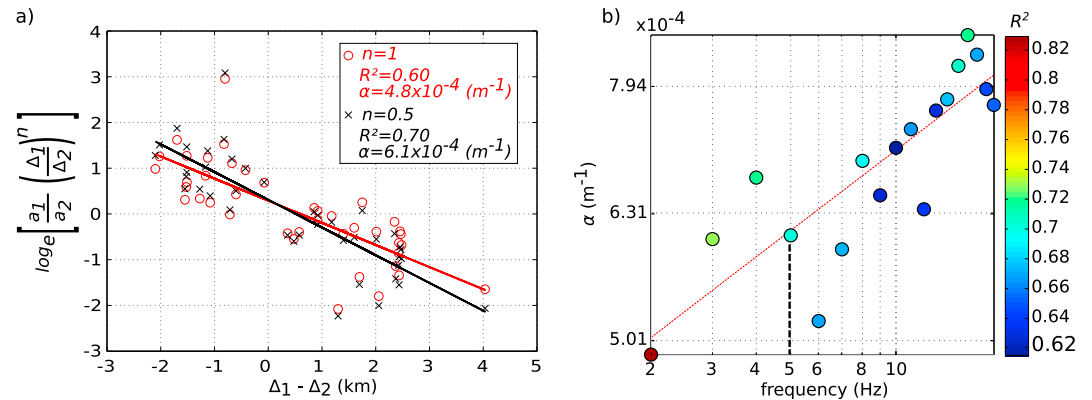 a)
4
3
2
1
0
-1
-2
-3
-5
-4
-3
-2
-1
0
1
2
3
4
5
Δ1 - Δ2 (km)
loge[a1/a2 - (Δ1/Δ2)^n]
n=1
R²=0.60
α=4.8x10⁻⁴ (m⁻¹)
n=0.5
R²=0.70
α=6.1x10⁻⁴ (m⁻¹)
b)
x10⁻⁴
7.94
6.31
5.01
α (m⁻¹)
2
3
4
5
6
7
8
10
frequency (Hz)
R²
0.82
0.8
0.78
0.76
0.74
0.72
0.7
0.68
0.66
0.64
0.62